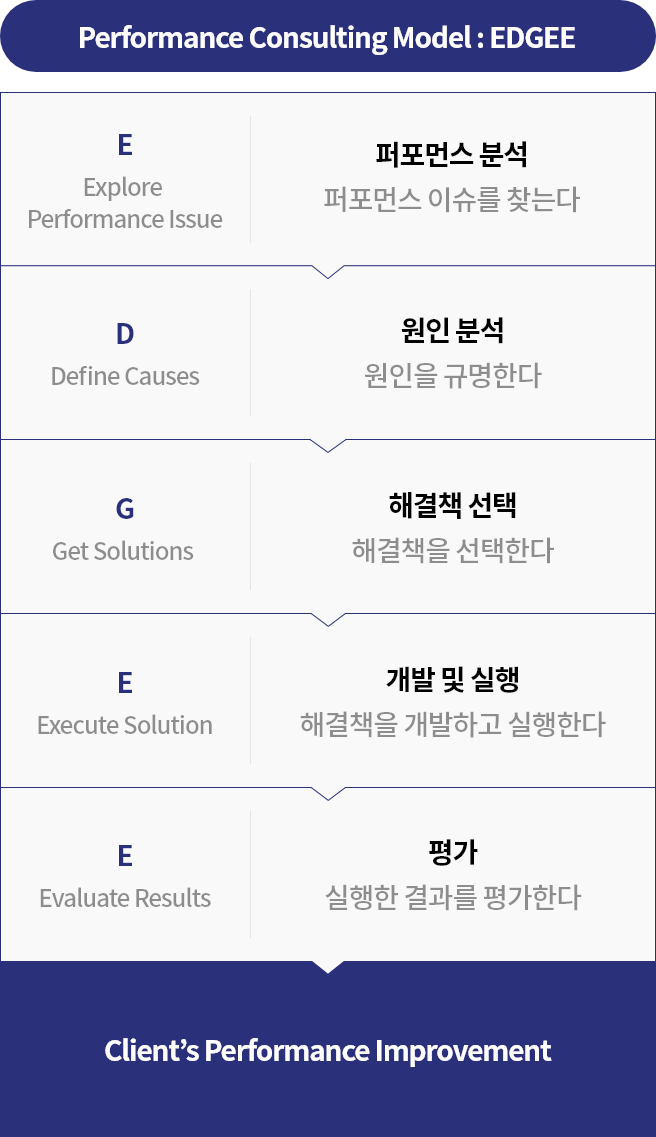 Performance Consulting Model : EDGEE
E
Explore
Performance Issue
퍼포먼스 분석
퍼포먼스 이슈를 찾는다
D
Define Causes
원인 분석
원인을 규명한다
G
Get Solutions
해결책 선택
해결책을 선택한다
E
Execute Solution
개발 및 실행
해결책을 개발하고 실행한다
E
Evaluate Results
평가
실행한 결과를 평가한다
Client’s Performance Improvement